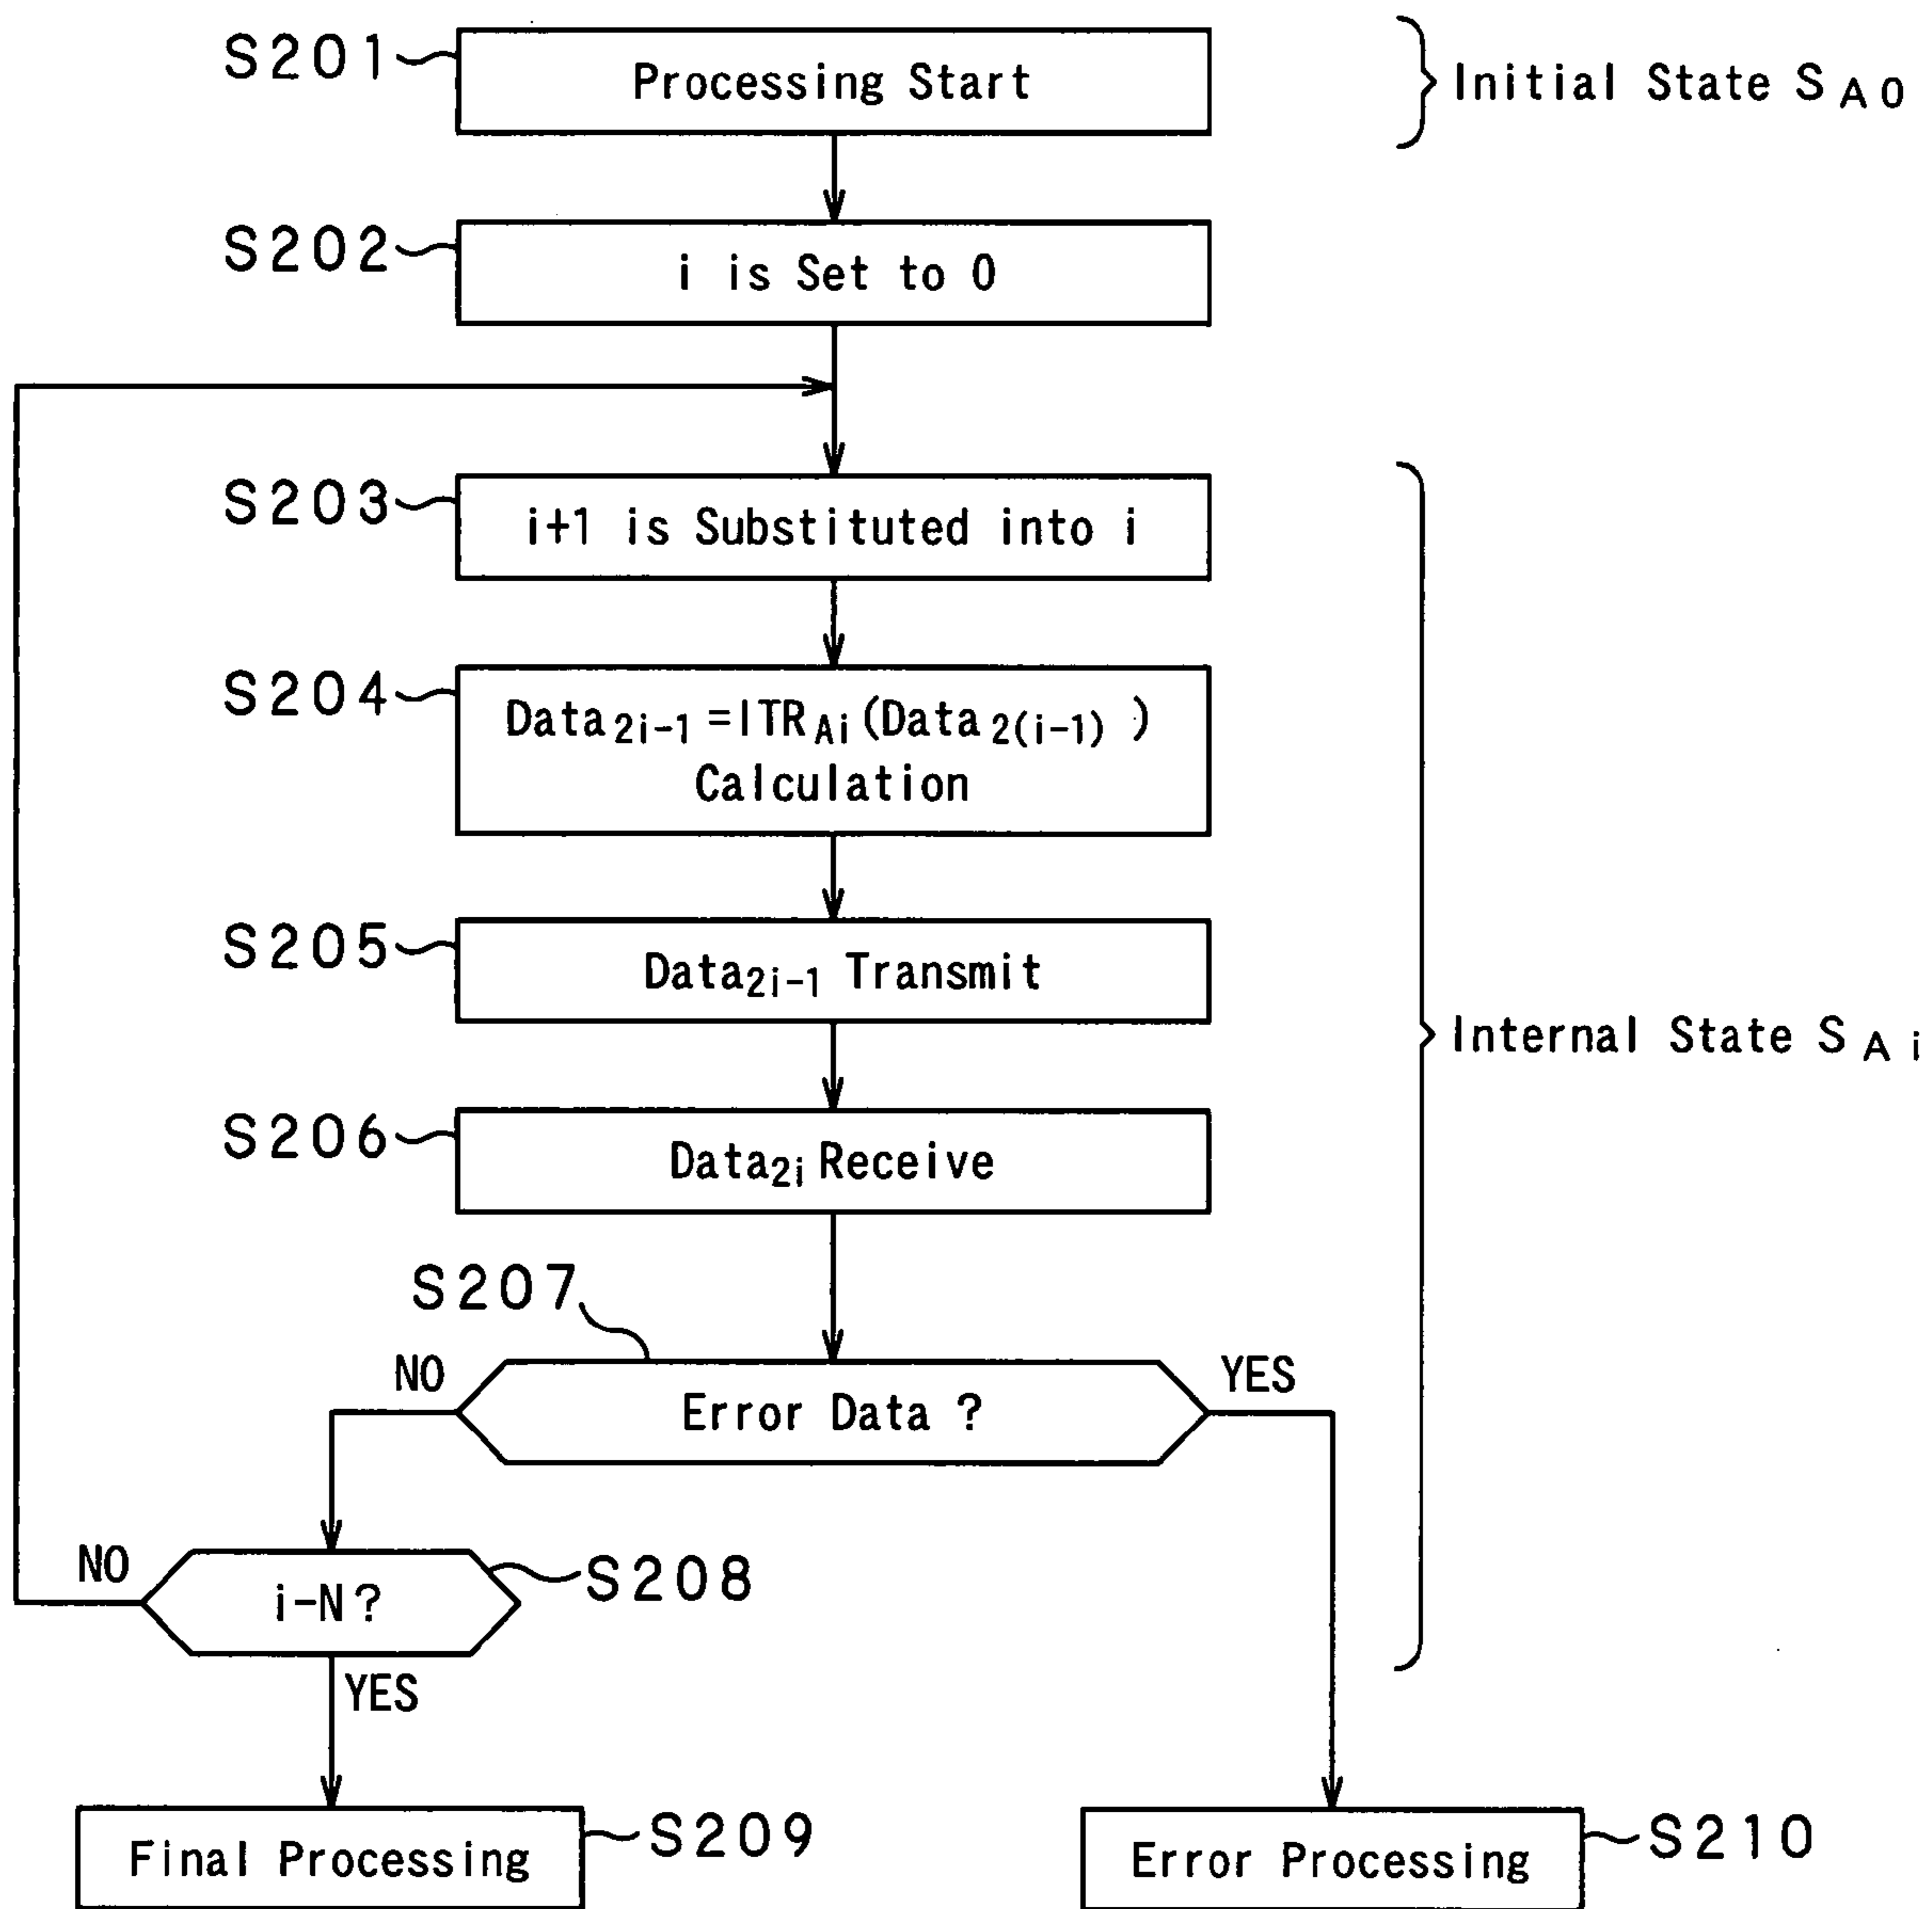 S201
Processing Start
Initial State S A0
S202
i is Set to 0
S203
i+1 is Substituted into i
S204
Data2i-1 =ITRAi(Data2(i-1) )
Calculation
S205
Data2i-1 Transmit
Internal State S A i
S206
Data2i Receive
S207
NO
YES
Error Data ?
NO
S208
i-N?
YES
Final Processing
S209
Error Processing
S210